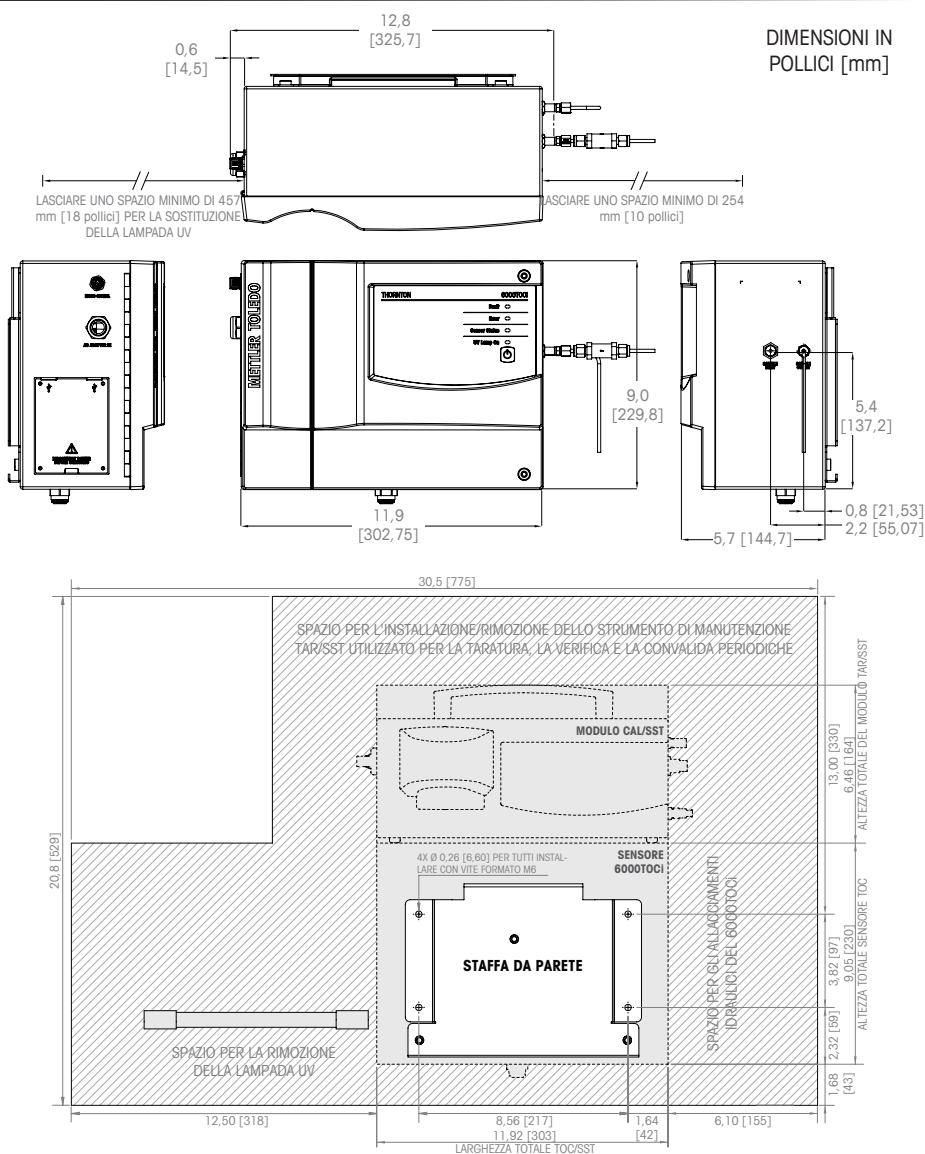 12,8
[325,7]
0,6
[14,5]
DIMENSIONI IN
POLLICI [mm]
LASCIARE UNO SPAZIO MINIMO DI 457
mm [18 pollici] PER LA SOSTITUZIONE
DELLA LAMPADA UV
LASCIARE UNO SPAZIO MINIMO DI 254
mm [10 pollici]
METTLER TOLEDO
THORNTON 6000TOCi
Fault
Error
Sensor Status
UV Lamp On
9,0
[229,8]
11,9
[302,75]
5,4
[137,2]
0,8 [21,53]
2,2 [55,07]
5,7 [144,7]
30,5 [775]
20,8 [529]
SPAZIO PER L'INSTALLAZIONE/RIMOZIONE DELLO STRUMENTO DI MANUTENZIONE
TAR/SST UTILIZZATO PER LA TARATURA, LA VERIFICA E LA CONVALIDA PERIODICHE
MODULO CAL/SST
13,00 [330]
6,46 [164]
ALTEZZA TOTALE DEL MODULO TAR/SST
4X Ø 0,26 [6,60] PER TUTTI INSTAL-
LARE CON VITE FORMATO M6
SENSORE
6000TOCi
STAFFA DA PARETE
SPAZIO PER GLI ALLACCIAMENTI
IDRAULICI DEL 6000TOCi
3,82 [97]
9,05 [230]
ALTEZZA TOTALE SENSORE TOC
2,32 [59]
1,68
[43]
SPAZIO PER LA RIMOZIONE
DELLA LAMPADA UV
12,50 [318]
8,56 [217]
1,64
[42]
6,10 [155]
11,92 [303]
LARGHEZZA TOTALE TOC/SST